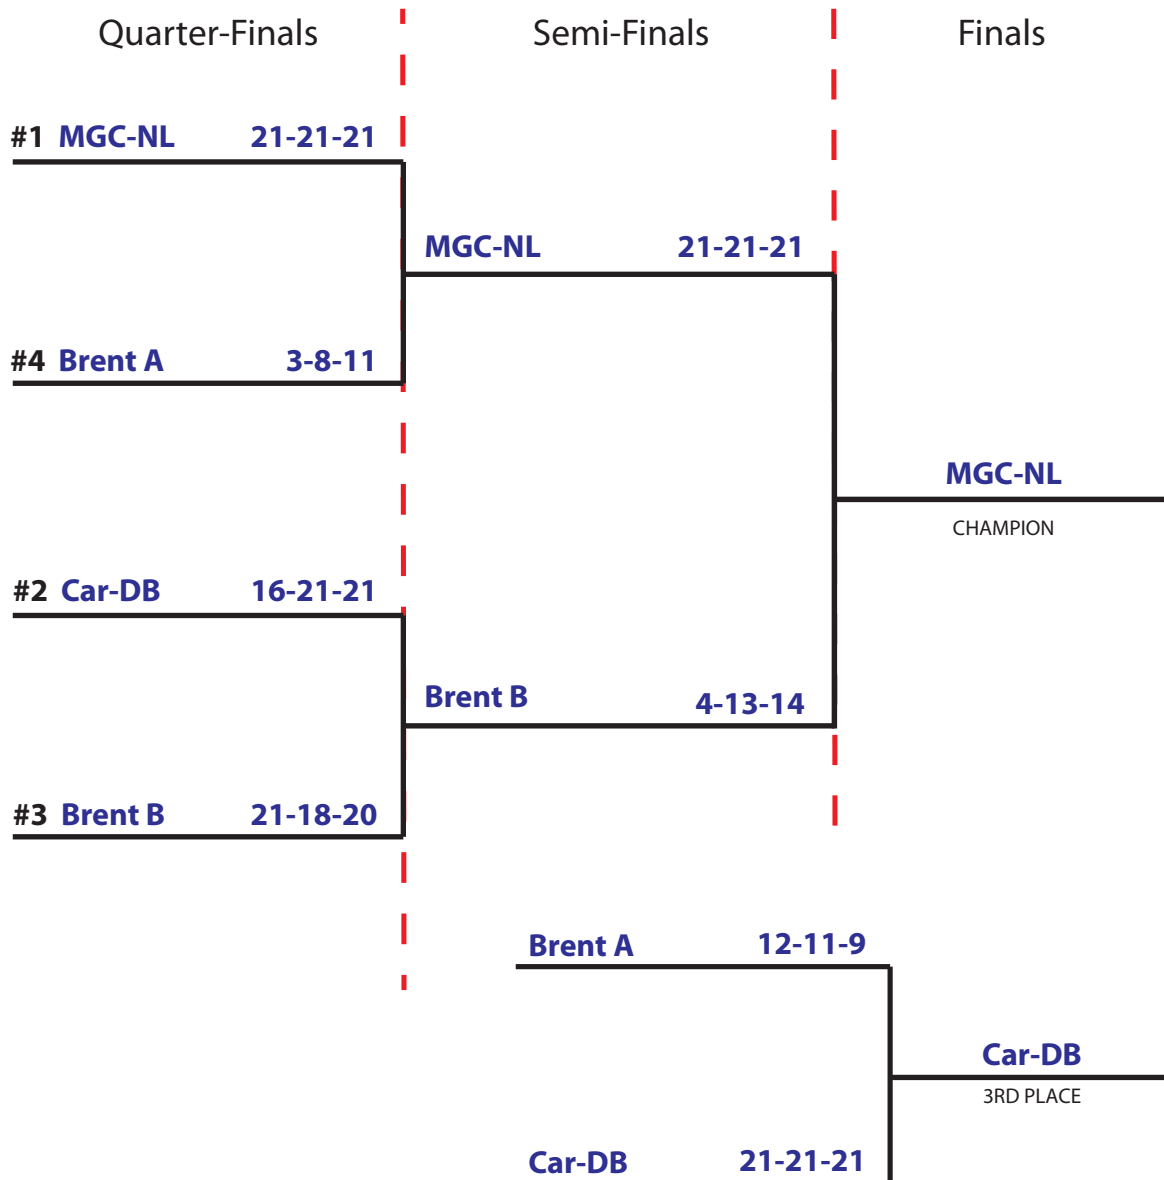 Quarter-Finals Semi-Finals Finals
#1 MGC-NL 21-21-21
MGC-NL 21-21-21
#4 Brent A 3-8-11
MGC-NL
CHAMPION
#2 Car-DB 16-21-21
Brent B 4-13-14
#3 Brent B 21-18-20
Brent A 12-11-9
Car-DB
3RD PLACE
Car-DB 21-21-21